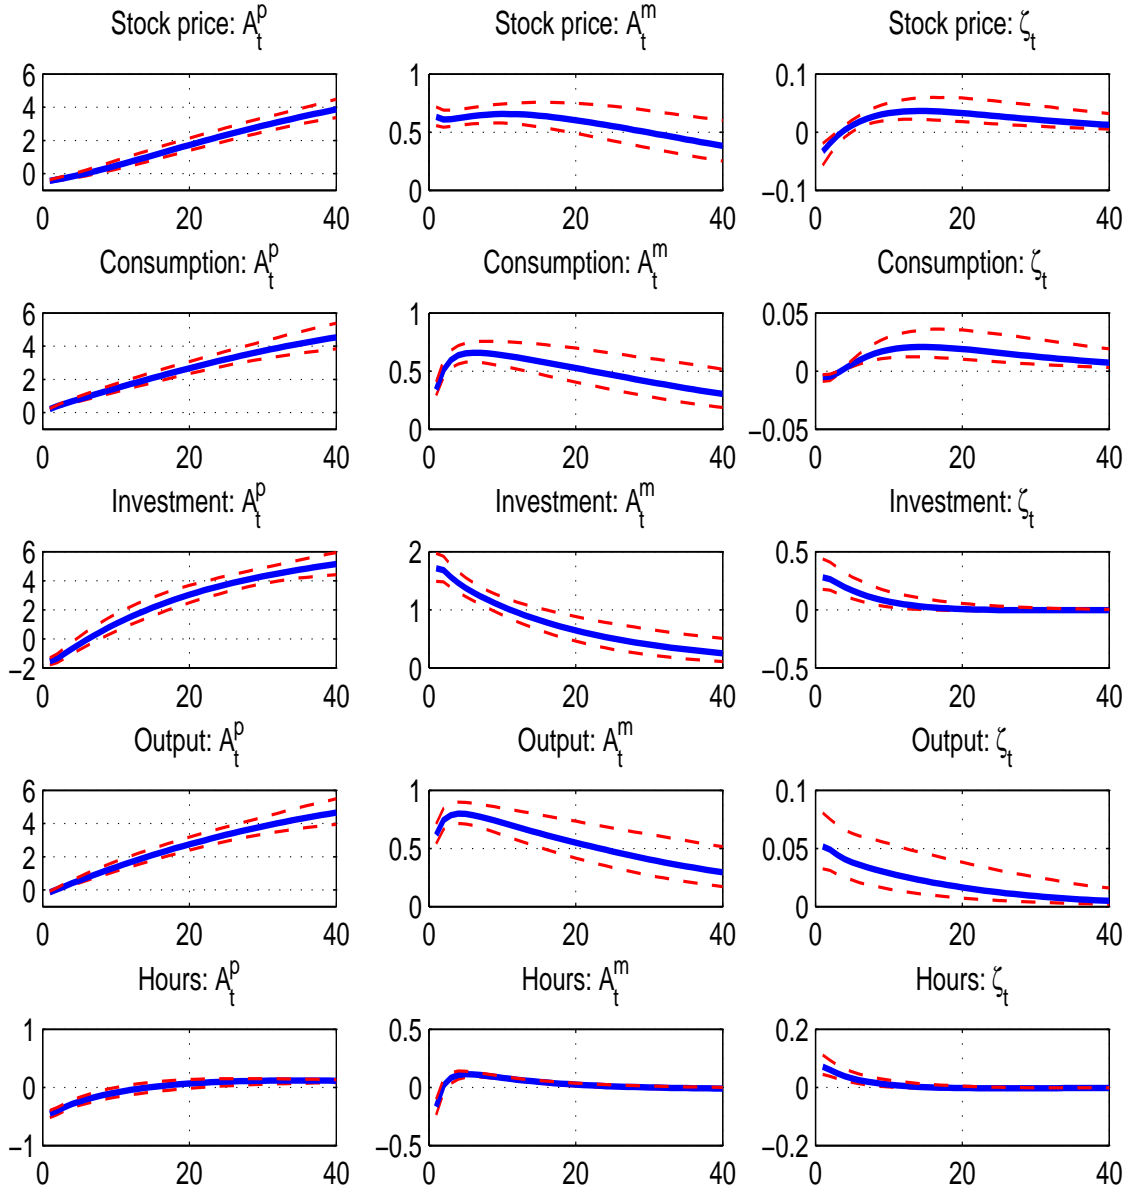 Stock price: A_t^p Stock price: A_t^m Stock price: ζ_t
6 1 0.1
4
2 0.5 0
0
0 −0.1
0 20 40 0 20 40 0 20 40
Consumption: A_t^p Consumption: A_t^m Consumption: ζ_t
6 1 0.05
4
2 0.5 0
0
0 −0.05
0 20 40 0 20 40 0 20 40
Investment: A_t^p Investment: A_t^m Investment: ζ_t
6 2 0.5
4
2 1 0
0
−2 0 −0.5
0 20 40 0 20 40 0 20 40
Output: A_t^p Output: A_t^m Output: ζ_t
6 1 0.1
4
2 0.5 0.05
0
0 0
0 20 40 0 20 40 0 20 40
Hours: A_t^p Hours: A_t^m Hours: ζ_t
1 0.5 0.2
0 0 0
−1 −0.5 −0.2
0 20 40 0 20 40 0 20 40